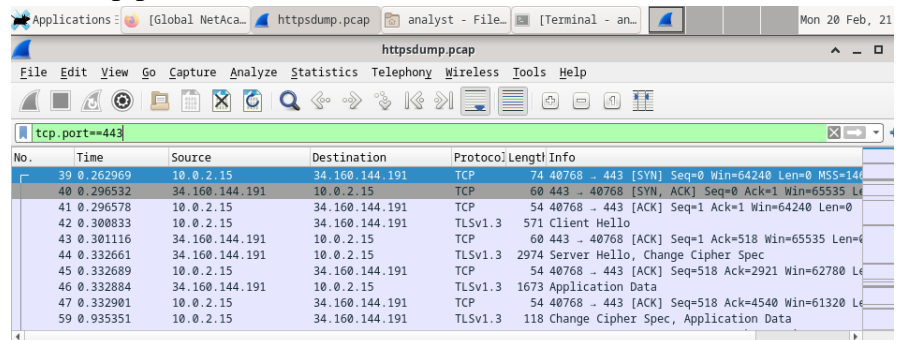 Applications [Global NetAca… httpsdump.pcap analyst - File… [Terminal - an… Mon 20 Feb, 21
httpsdump.pcap
File Edit View Go Capture Analyze Statistics Telephony Wireless Tools Help
tcp.port==443
No. Time Source Destination Protocol Length Info
39 0.262969 10.0.2.15 34.160.144.191 TCP 74 40768 → 443 [SYN] Seq=0 Win=64240 Len=0 MSS=146
40 0.296532 34.160.144.191 10.0.2.15 TCP 60 443 → 40768 [SYN, ACK] Seq=0 Ack=1 Win=65535 Le
41 0.296578 10.0.2.15 34.160.144.191 TCP 54 40768 → 443 [ACK] Seq=1 Ack=1 Win=64240 Len=0
42 0.300833 10.0.2.15 34.160.144.191 TLSv1.3 571 Client Hello
43 0.301116 34.160.144.191 10.0.2.15 TCP 60 443 → 40768 [ACK] Seq=1 Ack=518 Win=65535 Len=0
44 0.332661 34.160.144.191 10.0.2.15 TLSv1.3 2974 Server Hello, Change Cipher Spec
45 0.332689 10.0.2.15 34.160.144.191 TCP 54 40768 → 443 [ACK] Seq=518 Ack=2921 Win=62780 Le
46 0.332884 34.160.144.191 10.0.2.15 TLSv1.3 1673 Application Data
47 0.332901 10.0.2.15 34.160.144.191 TCP 54 40768 → 443 [ACK] Seq=518 Ack=4540 Win=61320 Le
59 0.935351 10.0.2.15 34.160.144.191 TLSv1.3 118 Change Cipher Spec, Application Data